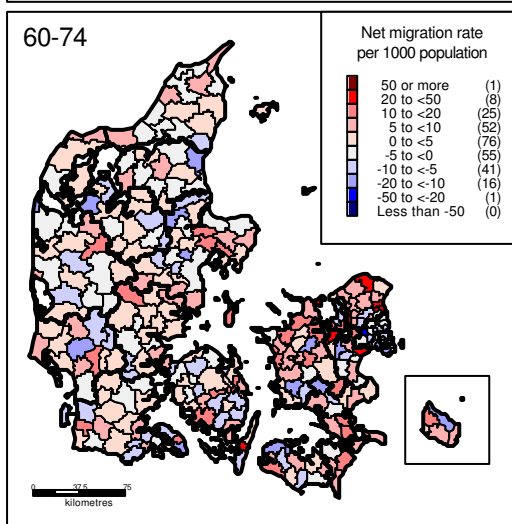 60-74
Net migration rate
per 1000 population
50 or more (1)
20 to <50 (8)
10 to <20 (25)
5 to <10 (52)
0 to <5 (76)
-5 to <0 (55)
-10 to <-5 (41)
-20 to <-10 (16)
-50 to <-20 (1)
Less than -50 (0)
0 37.5 75
kilometres